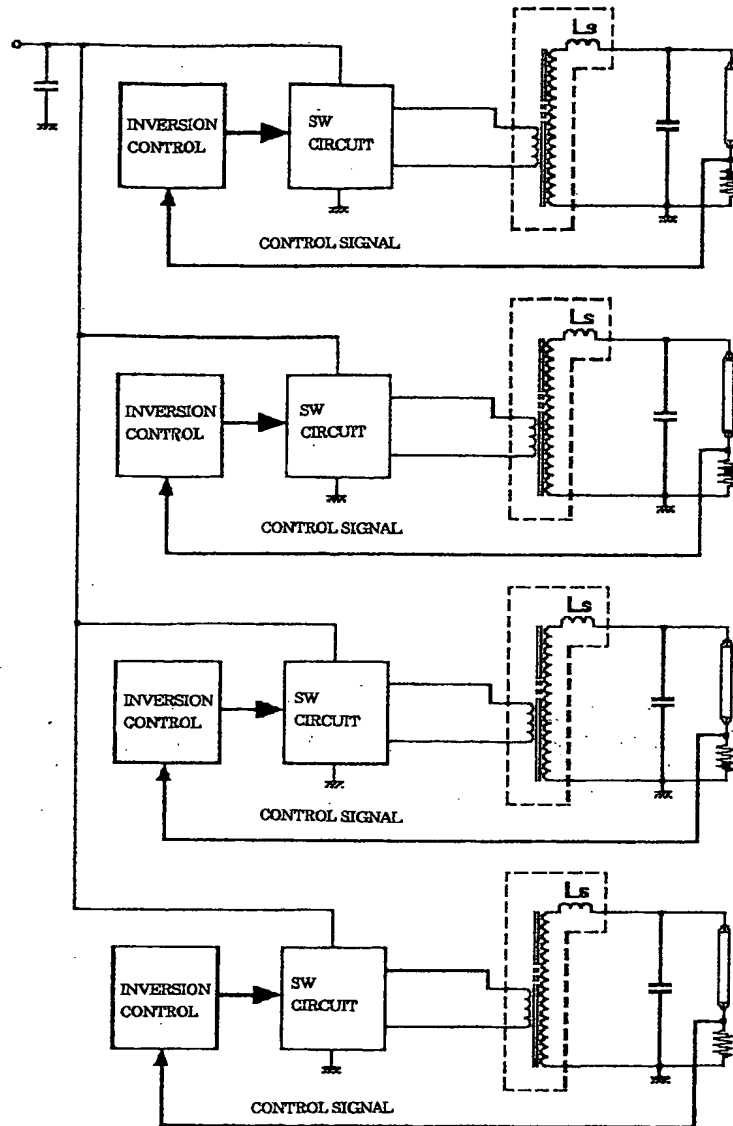 Ls
INVERSION
CONTROL
SW
CIRCUIT
CONTROL SIGNAL
Ls
INVERSION
CONTROL
SW
CIRCUIT
CONTROL SIGNAL
Ls
INVERSION
CONTROL
SW
CIRCUIT
CONTROL SIGNAL
Ls
INVERSION
CONTROL
SW
CIRCUIT
CONTROL SIGNAL